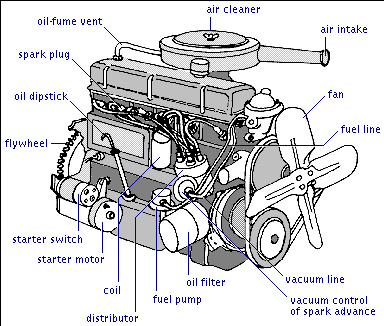 air cleaner
oil-fume vent
air intake
spark plug
oil dipstick
fan
fuel line
flywheel
starter switch
starter motor
coil
distributor
fuel pump
oil filter
vacuum line
vacuum control
of spark advance